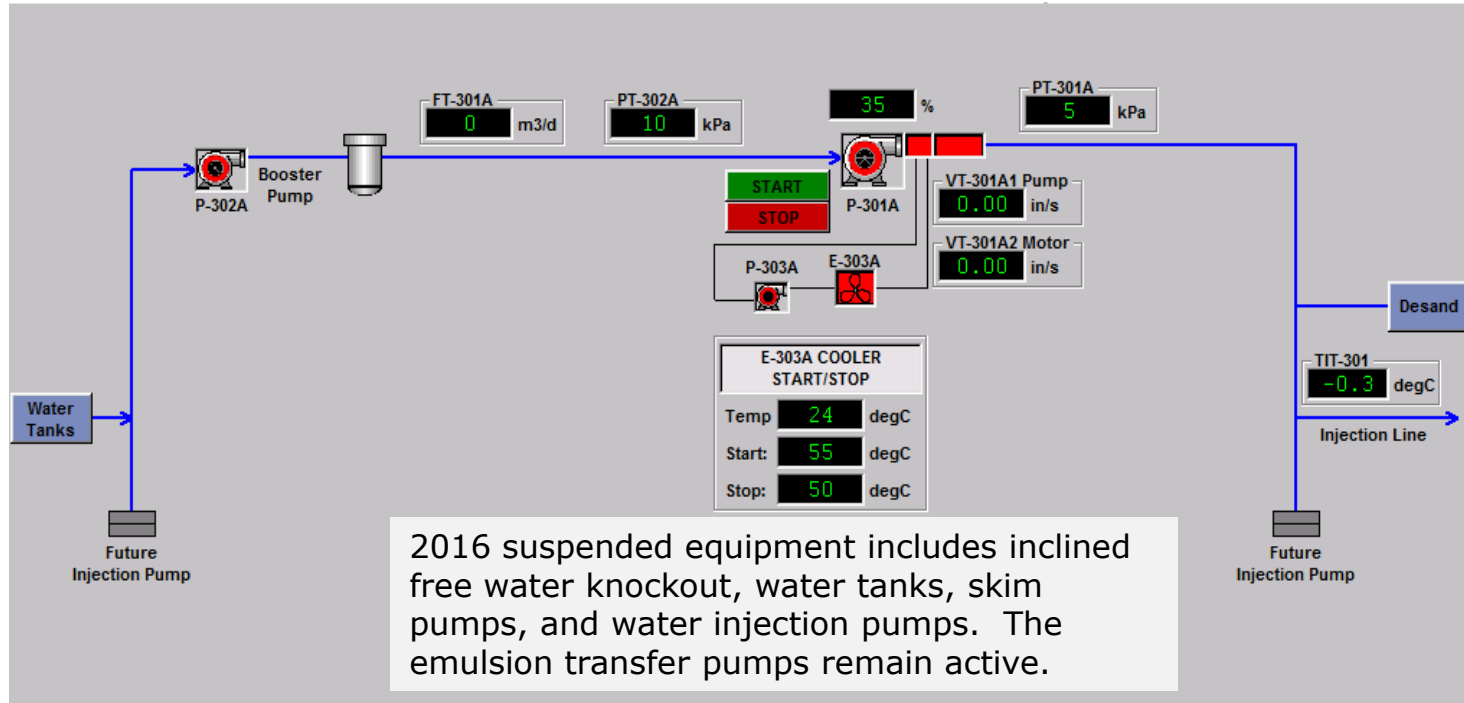 FT-301A
0 m3/d
PT-302A
10 kPa
35 %
PT-301A
5 kPa
P-302A
Booster
Pump
START
STOP
P-301A
VT-301A1 Pump
0.00 in/s
VT-301A2 Motor
0.00 in/s
P-303A
E-303A
Desand
E-303A COOLER
START/STOP
Temp 24 degC
Start: 55 degC
Stop: 50 degC
TIT-301
-0.3 degC
Water
Tanks
Injection Line
Future
Injection Pump
2016 suspended equipment includes inclined
free water knockout, water tanks, skim
pumps, and water injection pumps. The
emulsion transfer pumps remain active.
Future
Injection Pump